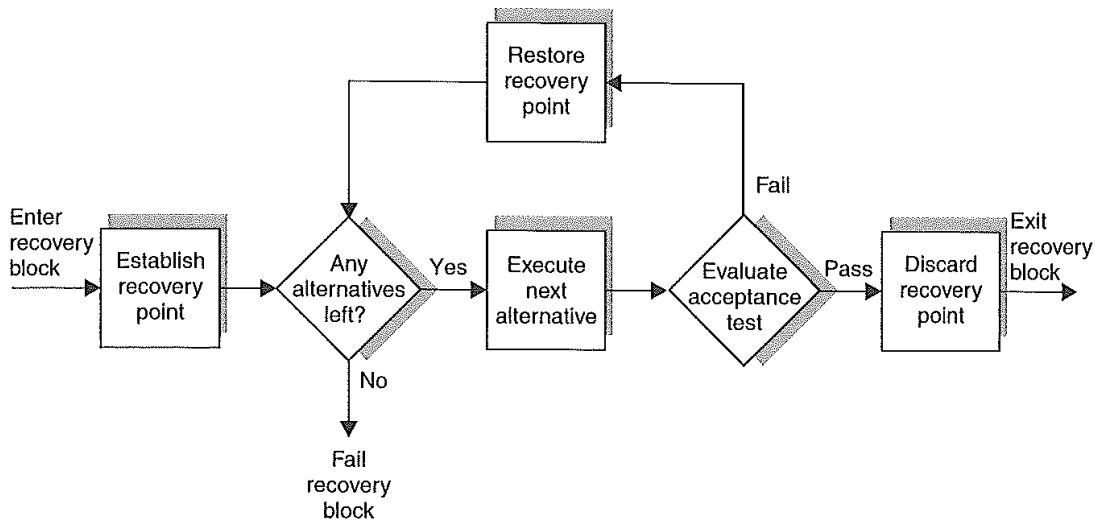 Restore
recovery
point
Fail
Enter
recovery
block
Establish
recovery
point
Any
alternatives
left?
Yes
Execute
next
alternative
Evaluate
acceptance
test
Pass
Discard
recovery
point
Exit
recovery
block
No
Fail
recovery
block